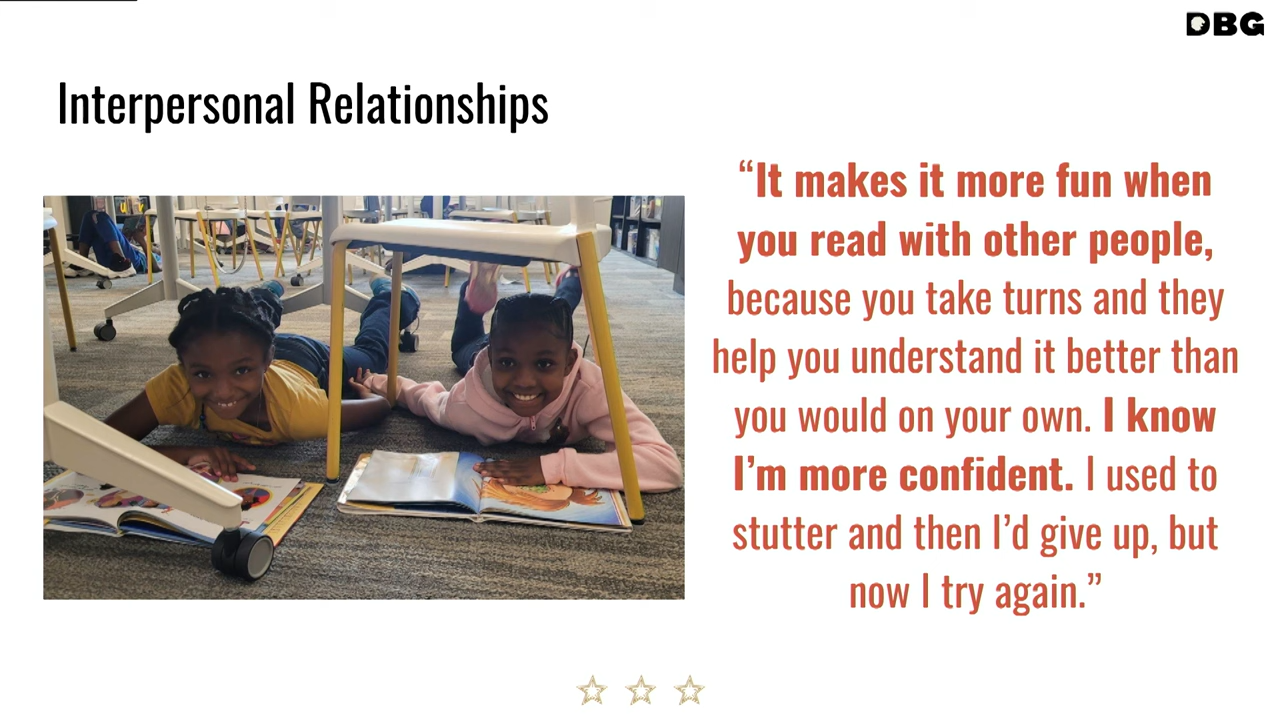 DBG
Interpersonal Relationships
“It makes it more fun when
you read with other people,
because you take turns and they
help you understand it better than
you would on your own. I know
I’m more confident. I used to
stutter and then I’d give up, but
now I try again.”